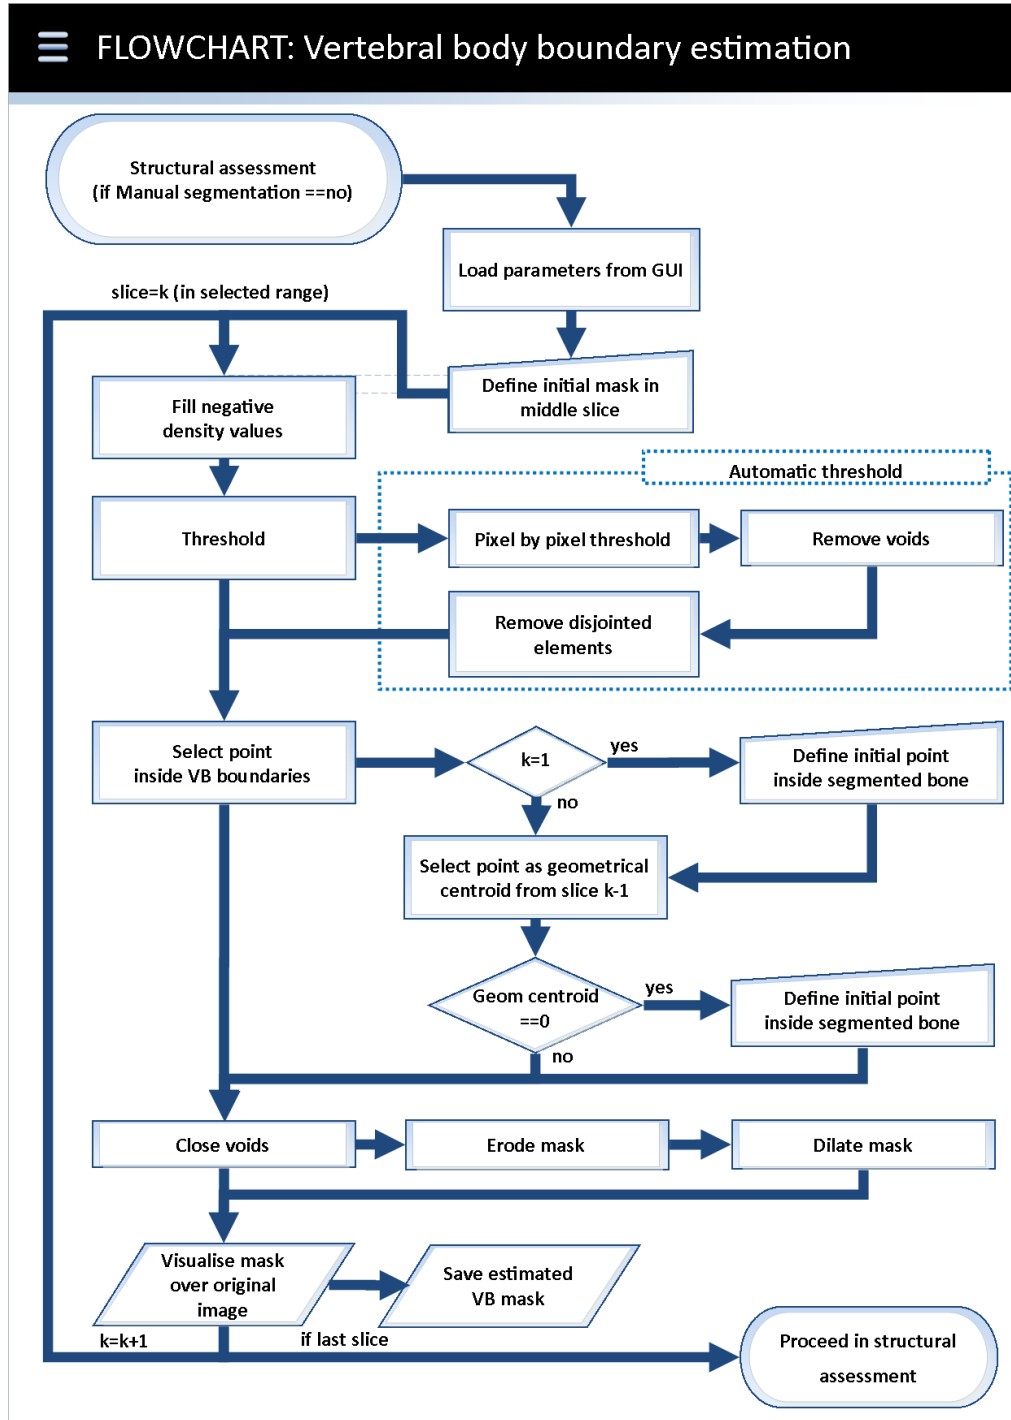 FLOWCHART: Vertebral body boundary estimation
Structural assessment
(if Manual segmentation ==no)
Load parameters from GUI
slice=k (in selected range)
Define initial mask in
middle slice
Fill negative
density values
Automatic threshold
Threshold
Pixel by pixel threshold
Remove voids
Remove disjointed
elements
Select point
inside VB boundaries
k=1
yes
Define initial point
inside segmented bone
no
Select point as geometrical
centroid from slice k-1
Geom centroid
==0
yes
Define initial point
inside segmented bone
no
Close voids
Erode mask
Dilate mask
Visualise mask
over original
image
Save estimated
VB mask
k=k+1
if last slice
Proceed in structural
assessment